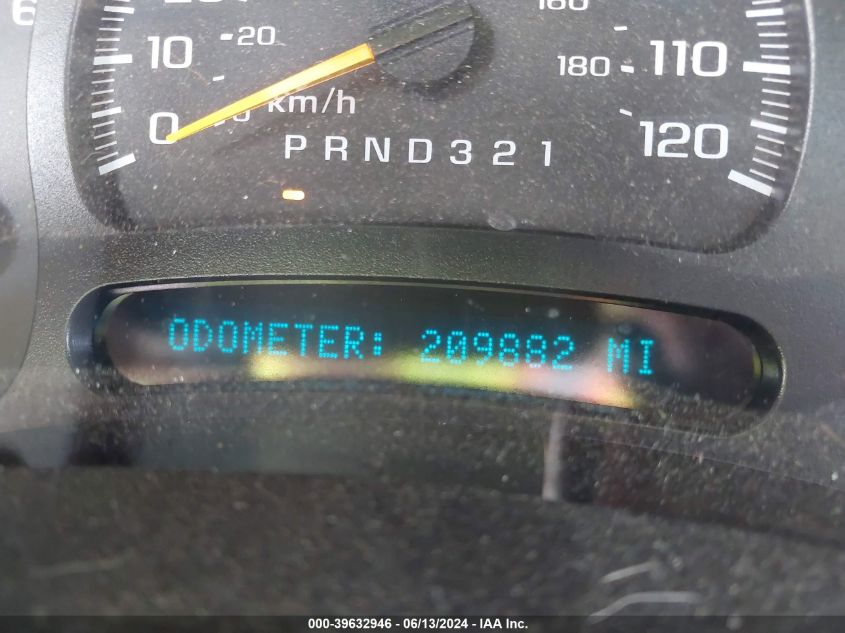 6
160
10 20 180 110
0 km/h 120
PRND321
ODOMETER: 209882 MI
000-39632946 - 06/13/2024 - IAA Inc.